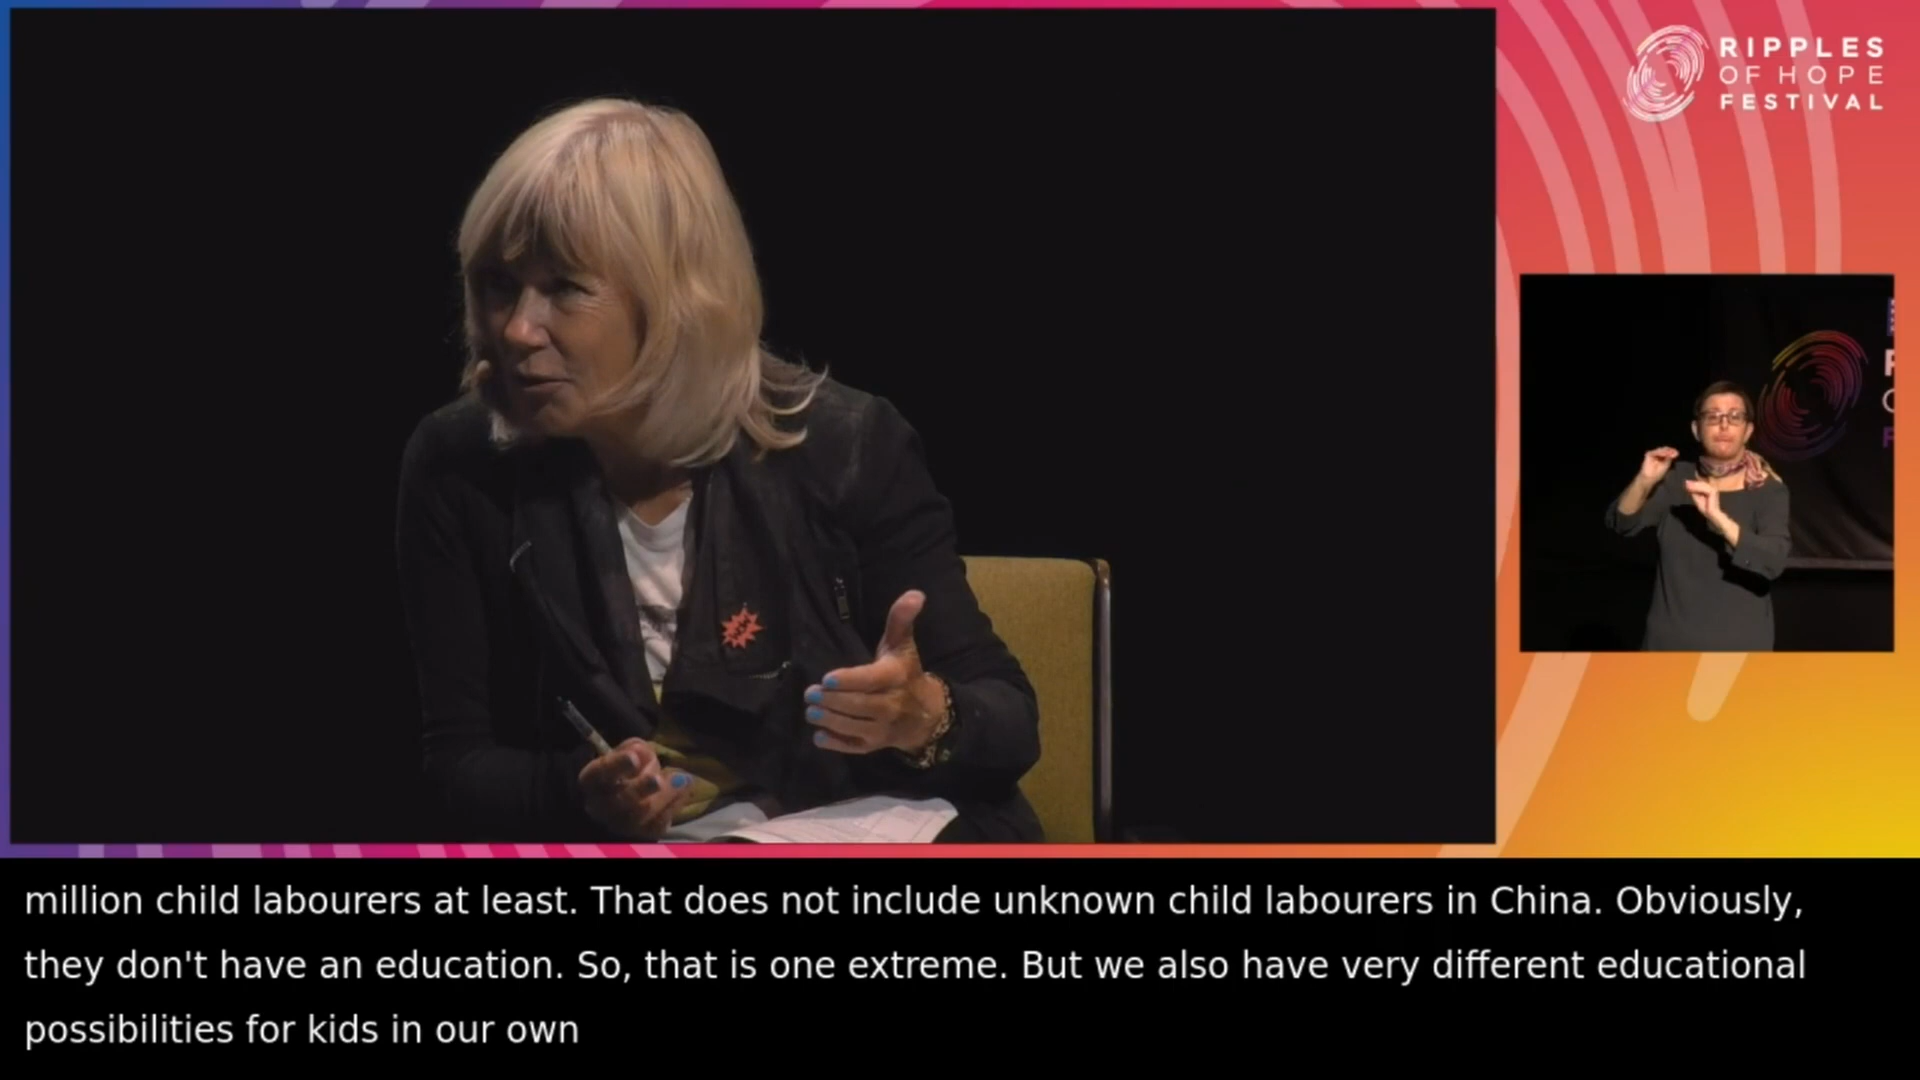 RIPPLES
OF HOPE
FESTIVAL
million child labourers at least. That does not include unknown child labourers in China. Obviously,
they don't have an education. So, that is one extreme. But we also have very different educational
possibilities for kids in our own